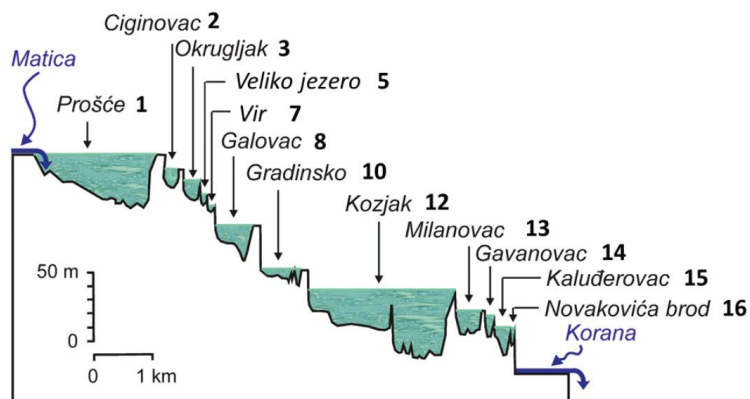 Ciginovac 2
Okrugljak 3
Matica
Veliko jezero 5
Prošće 1
Vir 7
Galovac 8
Gradinsko 10
Kozjak 12
Milanovac 13
Gavanovac 14
50 m
Kaluđerovac 15
Novakovića brod 16
Korana
0
0 1 km